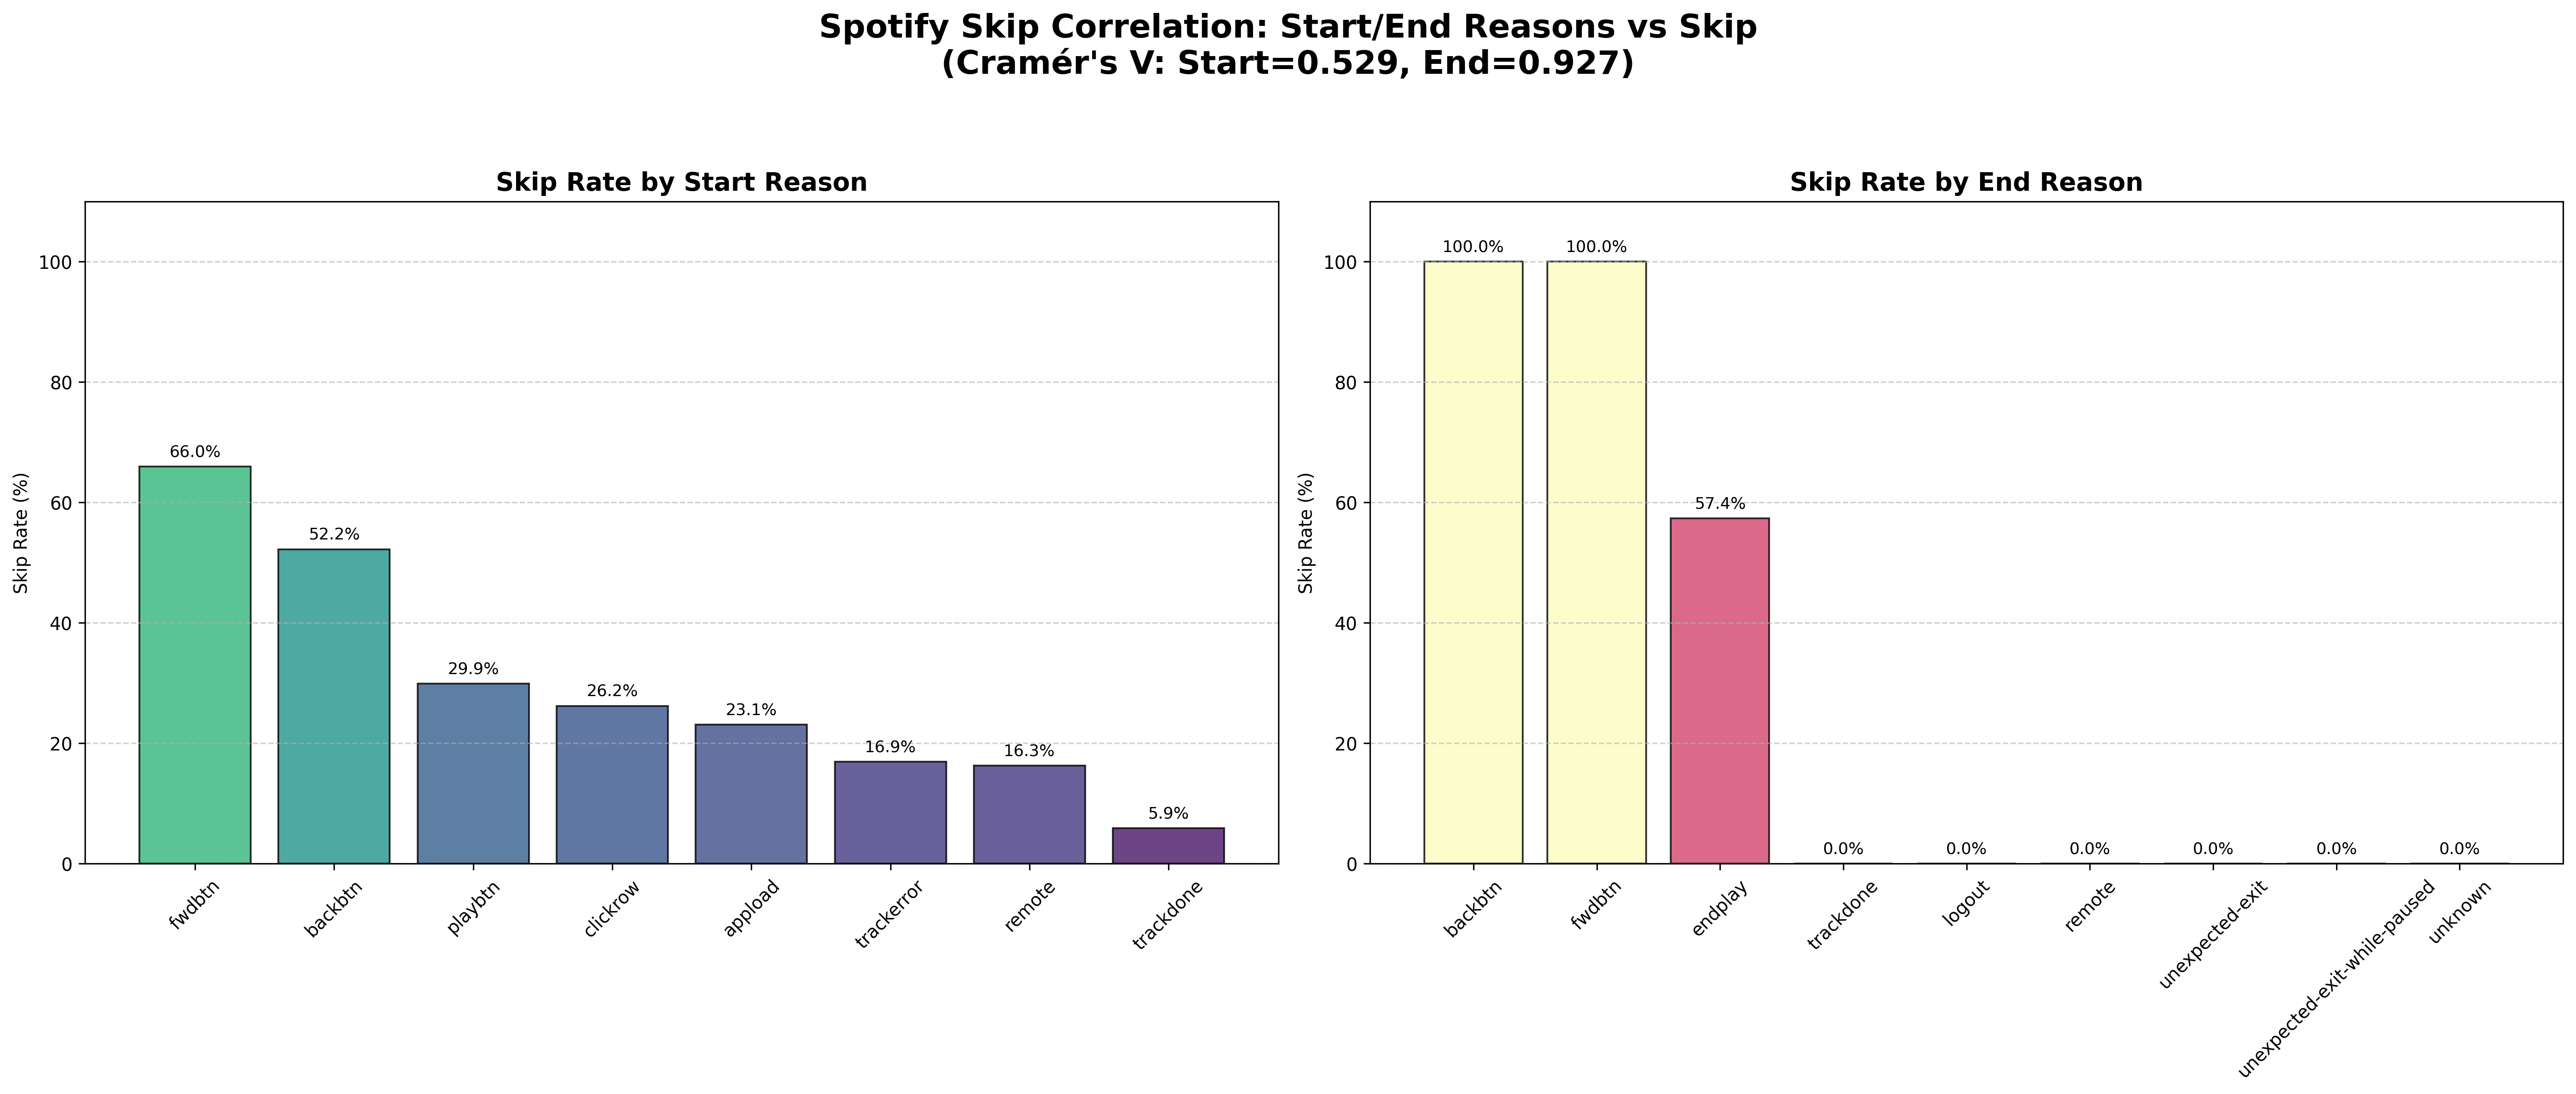 Spotify Skip Correlation: Start/End Reasons vs Skip
(Cramér's V: Start=0.529, End=0.927)
Skip Rate by Start Reason
Skip Rate (%)
100
80
60
40
20
0
66.0%
52.2%
29.9%
26.2%
23.1%
16.9%
16.3%
5.9%
fwdbtn
backbtn
playbtn
clickrow
appload
trackerror
remote
trackdone
Skip Rate by End Reason
Skip Rate (%)
100
80
60
40
20
0
100.0%
100.0%
57.4%
0.0%
0.0%
0.0%
0.0%
0.0%
0.0%
backbtn
fwdbtn
endplay
trackdone
logout
remote
unexpected-exit
unexpected-exit-while-paused
unknown